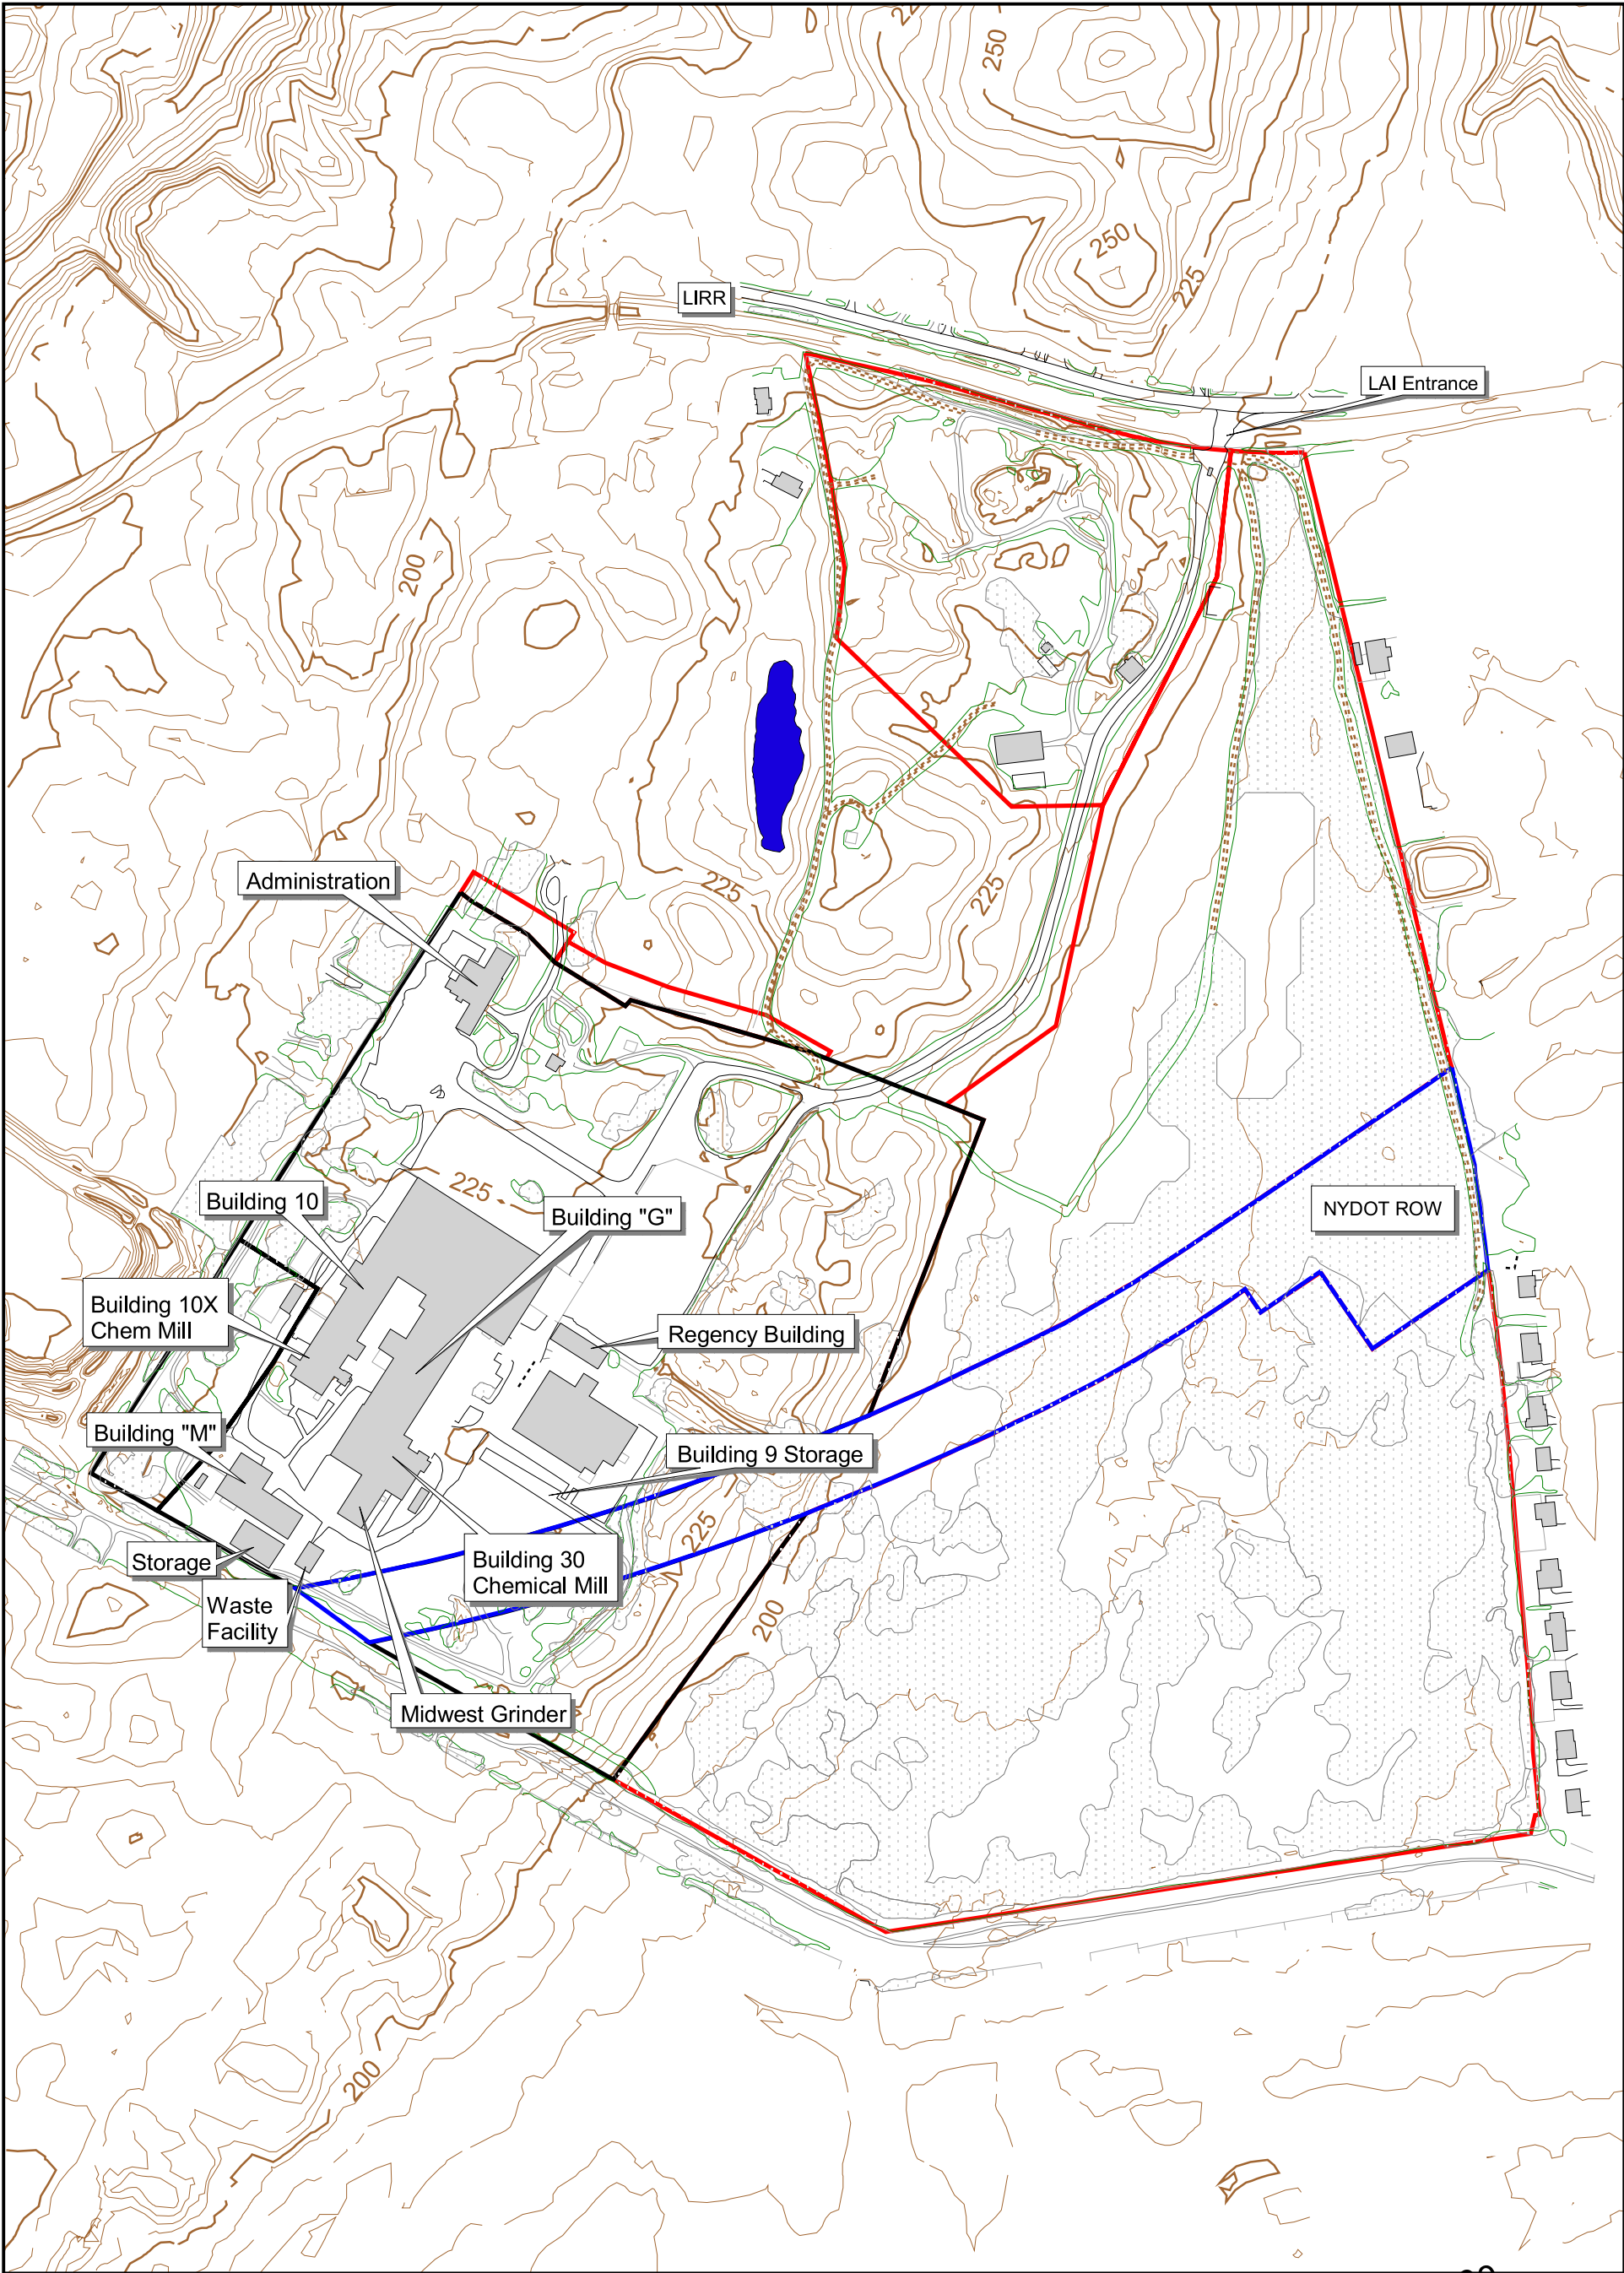 250
250
225
LIRR
LAI Entrance
200
225
225
Administration
225
Building 10
Building "G"
NYDOT ROW
Building 10X
Chem Mill
Regency Building
Building "M"
Building 9 Storage
225
Storage
Building 30
Chemical Mill
Waste
Facility
200
Midwest Grinder
200